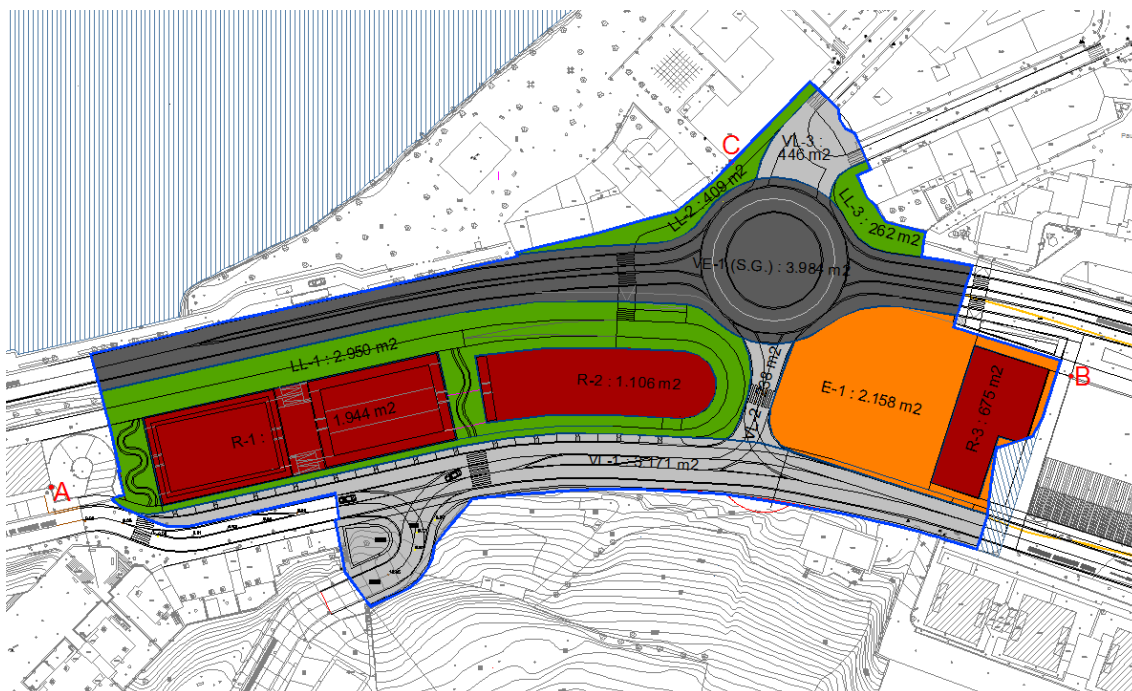 C
VL-3 :
446 m2
LL-2 : 409 m2
LL-3 : 262 m2
VE-1 (S.G.) : 3.984 m2
LL-1 : 2.950 m2
R-2 : 1.106 m2
B
E-1 : 2.158 m2
R-3 : 675 m2
R-1 :
1.944 m2
A